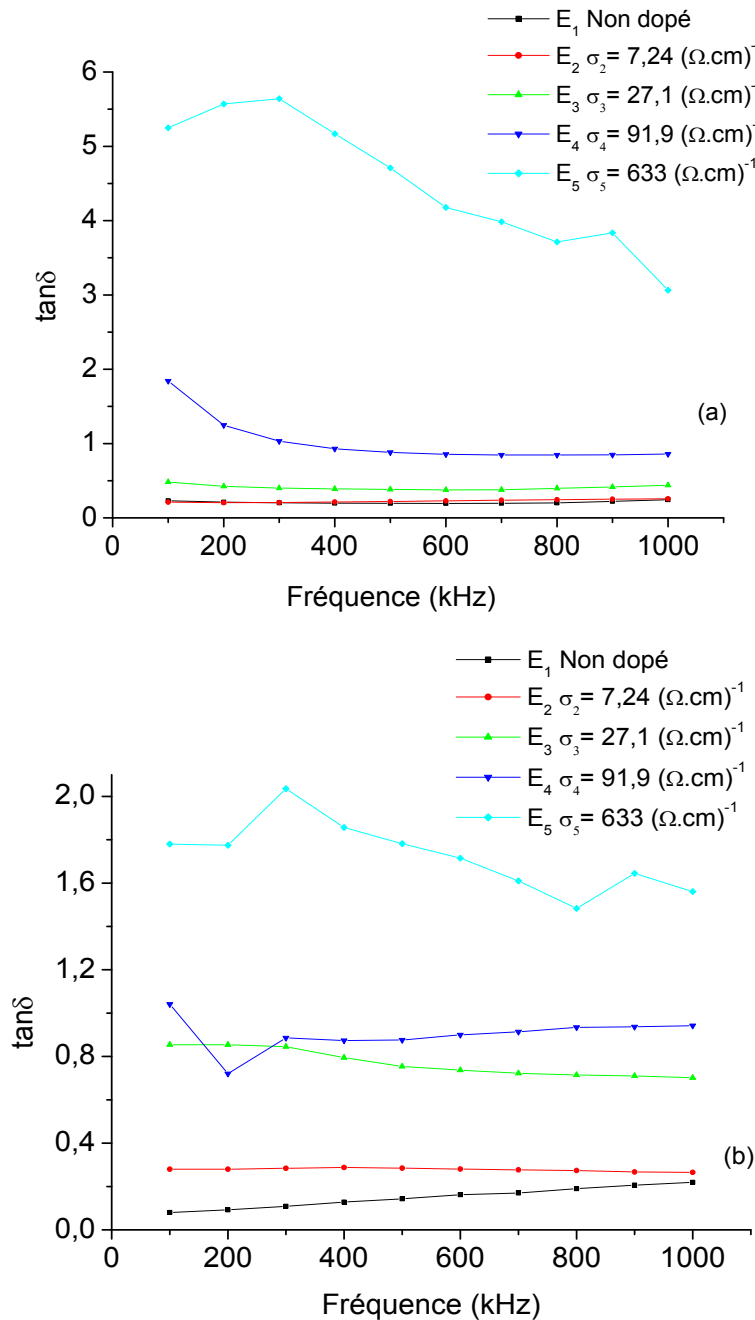 E₁ Non dopé
E₂ σ₂= 7,24 (Ω.cm)⁻
E₃ σ₃= 27,1 (Ω.cm)⁻
E₄ σ₄= 91,9 (Ω.cm)⁻
E₅ σ₅= 633 (Ω.cm)⁻¹
6
5
4
3
2
1
0
tanδ
(a)
0 200 400 600 800 1000
Fréquence (kHz)
E₁ Non dopé
E₂ σ₂= 7,24 (Ω.cm)⁻¹
E₃ σ₃= 27,1 (Ω.cm)⁻¹
E₄ σ₄= 91,9 (Ω.cm)⁻¹
E₅ σ₅= 633 (Ω.cm)⁻¹
2,0
1,6
1,2
0,8
0,4
0,0
tanδ
(b)
0 200 400 600 800 1000
Fréquence (kHz)